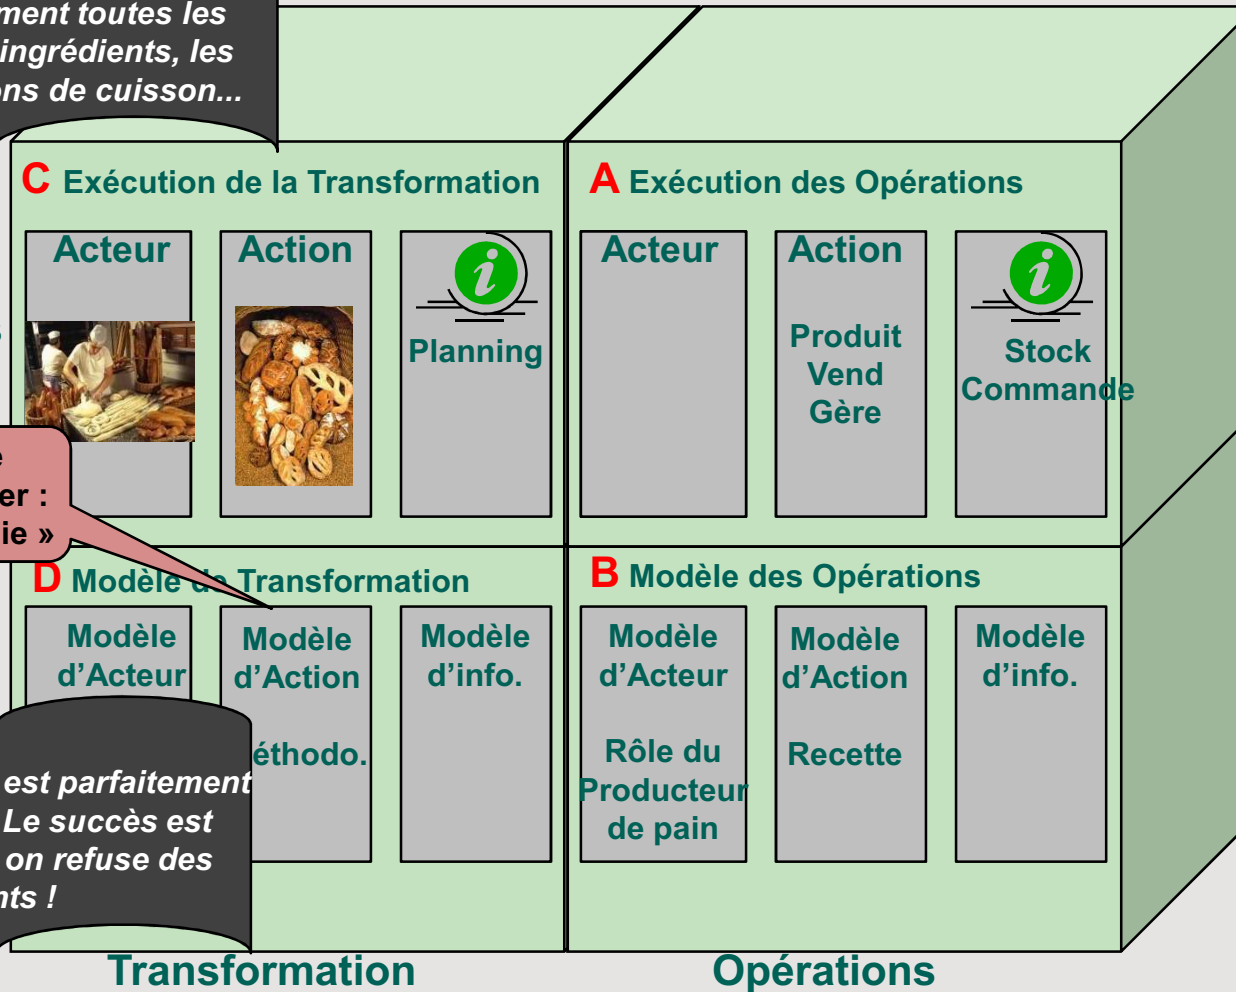 ment toutes les
ingrédients, les
ons de cuisson...
C Exécution de la Transformation
A Exécution des Opérations
Acteur
Action
i
Planning
Acteur
Action
Produit
Vend
Gère
i
Stock
Commande
s
e
er :
ie »
D Modèle de Transformation
B Modèle des Opérations
Modèle
d'Acteur
Modèle
d'Action
éthodo.
Modèle
d'info.
Modèle
d'Acteur
Rôle du
Producteur
de pain
Modèle
d'Action
Recette
Modèle
d'info.
est parfaitement
Le succès est
on refuse des
nts !
Transformation
Opérations